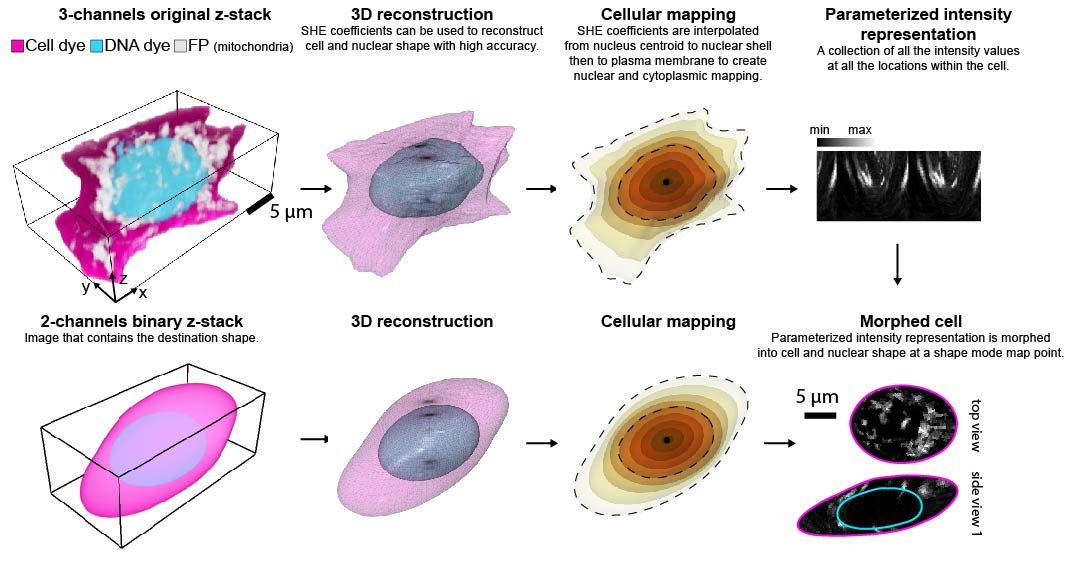 3-channels original z-stack
Cell dye DNA dye FP (mitochondria)
3D reconstruction
SHE coefficients can be used to reconstruct
cell and nuclear shape with high accuracy.
Cellular mapping
SHE coefficients are interpolated
from nucleus centroid to nuclear shell
then to plasma membrane to create
nuclear and cytoplasmic mapping.
Parameterized intensity
representation
A collection of all the intensity values
at all the locations within the cell.
min max
5 µm
z
y
x
2-channels binary z-stack
Image that contains the destination shape.
3D reconstruction
Cellular mapping
Morphed cell
Parameterized intensity representation is morphed
into cell and nuclear shape at a shape mode map point.
5 µm
top view
side view 1